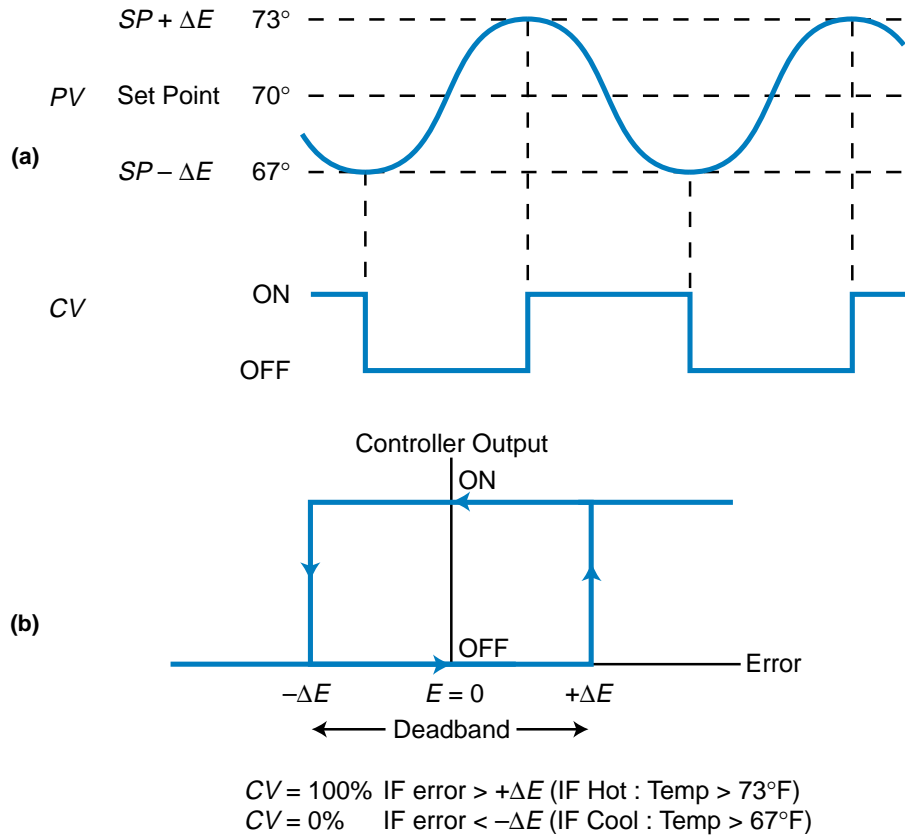 SP + ΔE 73°
PV Set Point 70°
(a)
SP – ΔE 67°
CV
ON
OFF
Controller Output
ON
(b)
OFF
Error
–ΔE E = 0 +ΔE
Deadband
CV = 100% IF error > +ΔE (IF Hot : Temp > 73°F)
CV = 0% IF error < –ΔE (IF Cool : Temp > 67°F)